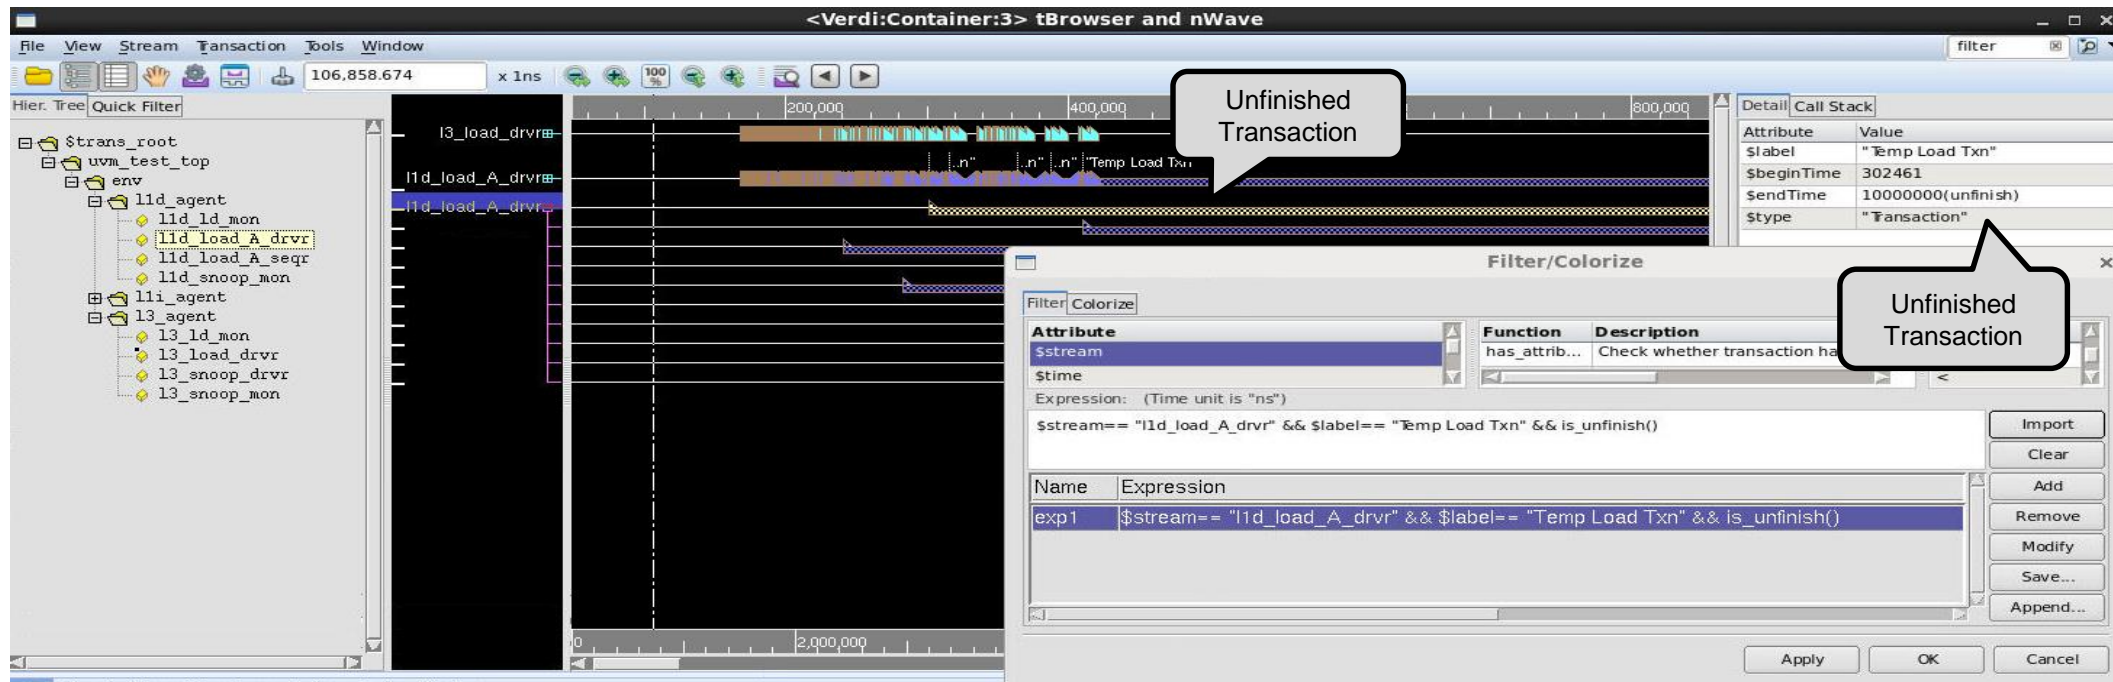 <Verdi:Container:3> tBrowser and nWave
File View Stream Transaction Tools Window
filter
106,858.674 x 1ns 100 %
Hier. Tree Quick Filter
$trans_root
uvm_test_top
env
l1d_agent
l1d_ld_mon
l1d_load_A_drvr
l1d_load_A_seqr
l1d_snoop_mon
l1i_agent
l3_agent
l3_ld_mon
l3_load_drvr
l3_snoop_drvr
l3_snoop_mon
l3_load_drvr
l1d_load_A_drvr
l1d_load_A_drvr
200,000 400,000 800,000
..n" ..n" ..n" "Temp Load Txn"
0 2,000,000
Unfinished
Transaction
Detail Call Stack
Attribute Value
$label "Temp Load Txn"
$beginTime 302461
$endTime 10000000(unfinish)
$type "Transaction"
Unfinished
Transaction
Filter/Colorize
Filter Colorize
Attribute
$stream
$time
Function Description
has_attrib... Check whether transaction ha
<
Expression: (Time unit is "ns")
$stream== "l1d_load_A_drvr" && $label== "Temp Load Txn" && is_unfinish()
Name Expression
exp1 $stream== "l1d_load_A_drvr" && $label== "Temp Load Txn" && is_unfinish()
Import
Clear
Add
Remove
Modify
Save...
Append...
Apply OK Cancel